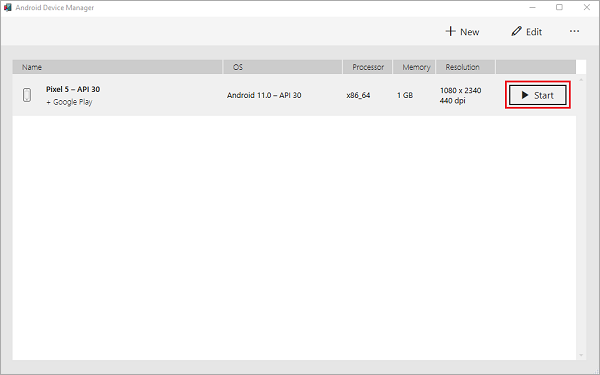 Android Device Manager
New
Edit
Name OS Processor Memory Resolution
Pixel 5 – API 30
+ Google Play
Android 11.0 – API 30
x86_64
1 GB
1080 x 2340
440 dpi
Start